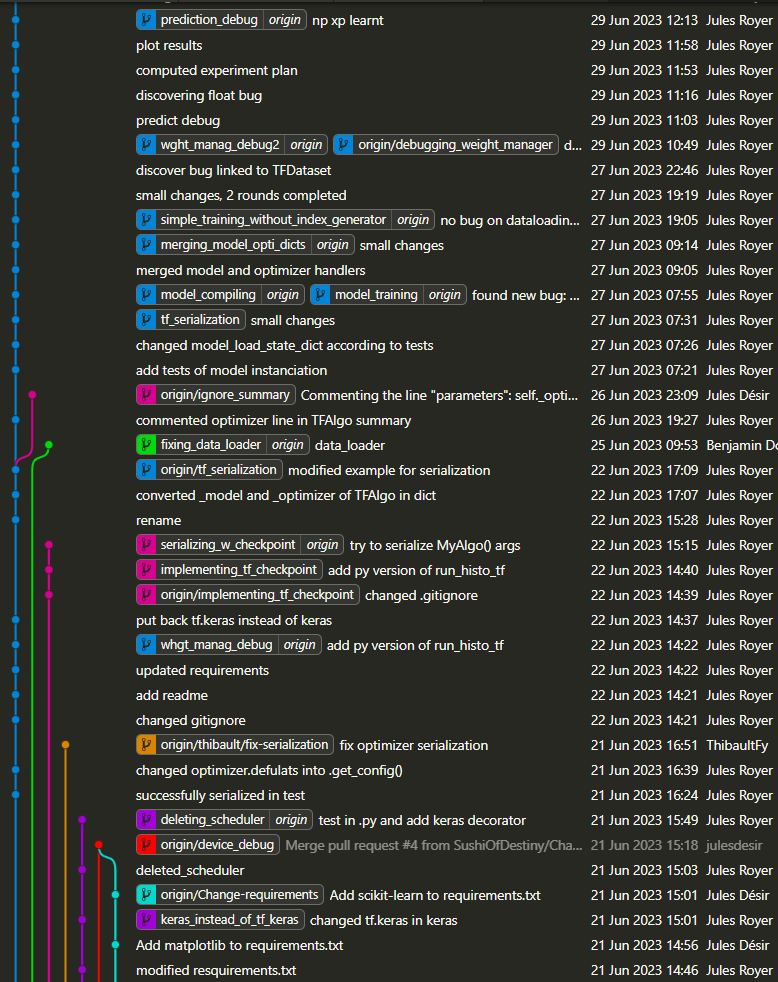 prediction_debug origin np xp learnt 29 Jun 2023 12:13 Jules Royer
plot results 29 Jun 2023 11:58 Jules Royer
computed experiment plan 29 Jun 2023 11:53 Jules Royer
discovering float bug 29 Jun 2023 11:16 Jules Royer
predict debug 29 Jun 2023 11:03 Jules Royer
wght_manag_debug2 origin origin/debugging_weight_manager d... 29 Jun 2023 10:49 Jules Royer
discover bug linked to TFDataset 27 Jun 2023 22:46 Jules Royer
small changes, 2 rounds completed 27 Jun 2023 19:19 Jules Royer
simple_training_without_index_generator origin no bug on dataloadin... 27 Jun 2023 19:05 Jules Royer
merging_model_opti_dicts origin small changes 27 Jun 2023 09:14 Jules Royer
merged model and optimizer handlers 27 Jun 2023 09:05 Jules Royer
model_compiling origin model_training origin found new bug: ... 27 Jun 2023 07:55 Jules Royer
tf_serialization small changes 27 Jun 2023 07:31 Jules Royer
changed model_load_state_dict according to tests 27 Jun 2023 07:26 Jules Royer
add tests of model instanciation 27 Jun 2023 07:21 Jules Royer
origin/ignore_summary Commenting the line "parameters": self._opti... 26 Jun 2023 23:09 Jules Désir
commented optimizer line in TFAlgo summary 26 Jun 2023 19:27 Jules Royer
fixing_data_loader origin data_loader 25 Jun 2023 09:53 Benjamin Do
origin/tf_serialization modified example for serialization 22 Jun 2023 17:09 Jules Royer
converted _model and _optimizer of TFAlgo in dict 22 Jun 2023 17:07 Jules Royer
rename 22 Jun 2023 15:28 Jules Royer
serializing_w_checkpoint origin try to serialize MyAlgo() args 22 Jun 2023 15:15 Jules Royer
implementing_tf_checkpoint add py version of run_histo_tf 22 Jun 2023 14:40 Jules Royer
origin/implementing_tf_checkpoint changed .gitignore 22 Jun 2023 14:39 Jules Royer
put back tf.keras instead of keras 22 Jun 2023 14:37 Jules Royer
whgt_manag_debug origin add py version of run_histo_tf 22 Jun 2023 14:22 Jules Royer
updated requirements 22 Jun 2023 14:22 Jules Royer
add readme 22 Jun 2023 14:21 Jules Royer
changed gitignore 22 Jun 2023 14:21 Jules Royer
origin/thibault/fix-serialization fix optimizer serialization 21 Jun 2023 16:51 ThibaultFy
changed optimizer.defulats into .get_config() 21 Jun 2023 16:39 Jules Royer
successfully serialized in test 21 Jun 2023 16:24 Jules Royer
deleting_scheduler origin test in .py and add keras decorator 21 Jun 2023 15:49 Jules Royer
origin/device_debug Merge pull request #4 from SushiOfDestiny/Cha... 21 Jun 2023 15:18 julesdesir
deleted_scheduler 21 Jun 2023 15:03 Jules Royer
origin/Change-requirements Add scikit-learn to requirements.txt 21 Jun 2023 15:01 Jules Désir
keras_instead_of_tf_keras changed tf.keras in keras 21 Jun 2023 15:01 Jules Royer
Add matplotlib to requirements.txt 21 Jun 2023 14:56 Jules Désir
modified resquirements.txt 21 Jun 2023 14:46 Jules Royer